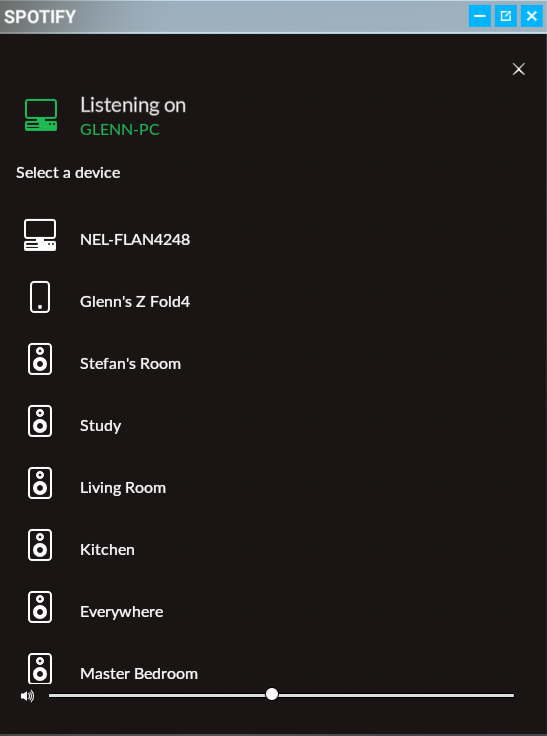 SPOTIFY
Listening on
GLENN-PC
Select a device
NEL-FLAN4248
Glenn's Z Fold4
Stefan's Room
Study
Living Room
Kitchen
Everywhere
Master Bedroom